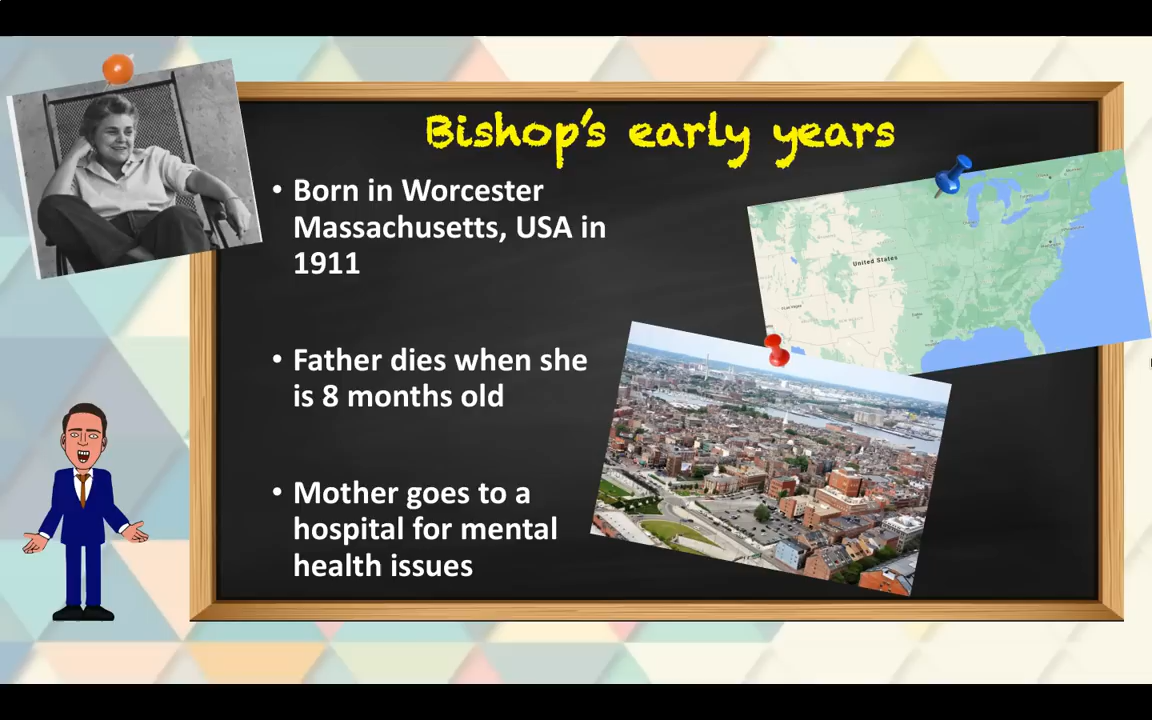 Bishop's early years
• Born in Worcester
Massachusetts, USA in
1911
• Father dies when she
is 8 months old
• Mother goes to a
hospital for mental
health issues
United States